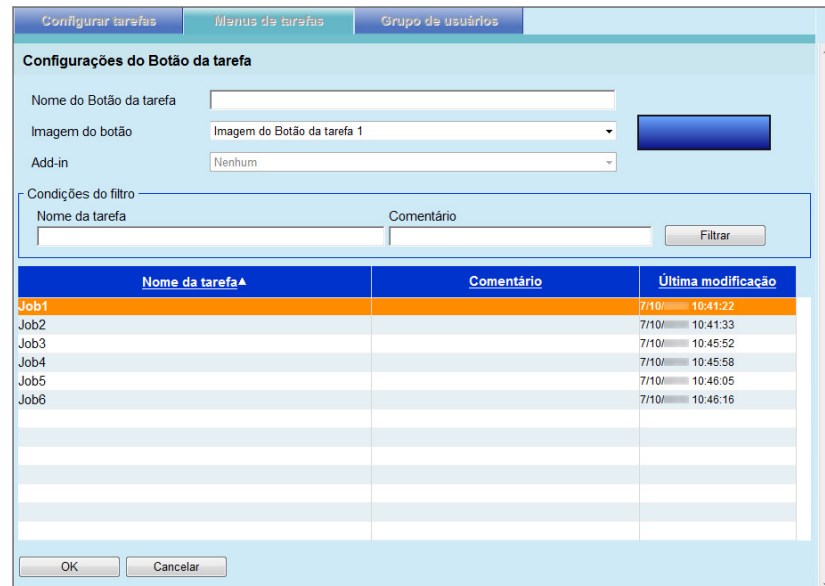 Configurar tarefas Menus de tarefas Grupo de usuários
Configurações do Botão da tarefa
Nome do Botão da tarefa
Imagem do botão Imagem do Botão da tarefa 1
Add-in Nenhum
Condições do filtro
Nome da tarefa Comentário
Filtrar
Nome da tarefa▲ Comentário Última modificação
Job1 7/10/ 10:41:22
Job2 7/10/ 10:41:33
Job3 7/10/ 10:45:52
Job4 7/10/ 10:45:58
Job5 7/10/ 10:46:05
Job6 7/10/ 10:46:16
OK Cancelar